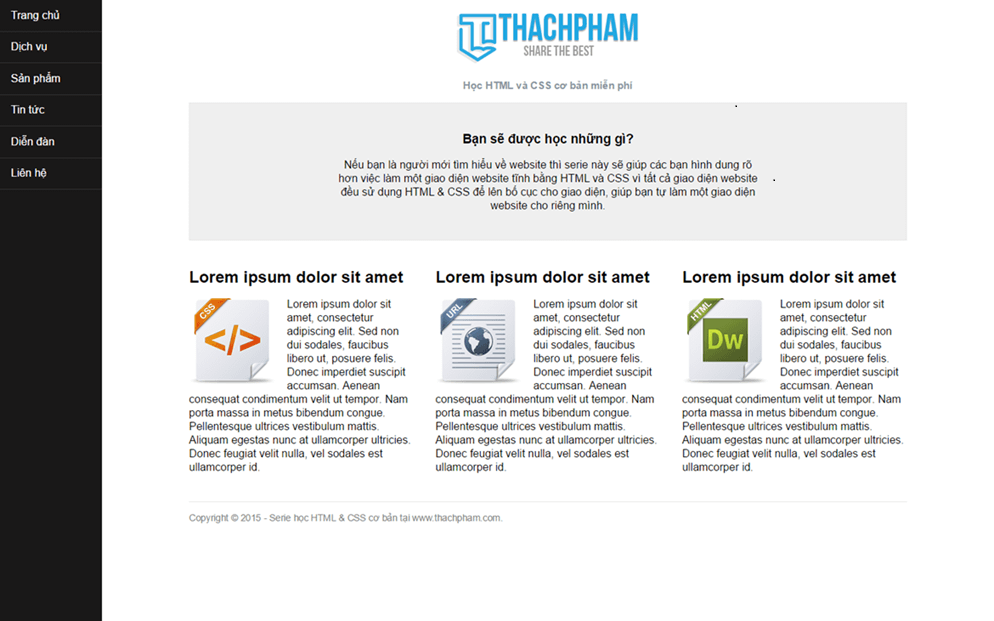 Trang chủ
Dịch vụ
Sản phẩm
Tin tức
Diễn đàn
Liên hệ
THACHPHAM
SHARE THE BEST
Học HTML và CSS cơ bản miễn phí
Bạn sẽ được học những gì?
Nếu bạn là người mới tìm hiểu về website thì serie này sẽ giúp các bạn hình dung rõ
hơn việc làm một giao diện website tĩnh bằng HTML và CSS vì tất cả giao diện website
đều sử dụng HTML & CSS để lên bố cục cho giao diện, giúp bạn tự làm một giao diện
website cho riêng mình.
Lorem ipsum dolor sit amet
CSS
</>
Lorem ipsum dolor sit
amet, consectetur
adipiscing elit. Sed non
dui sodales, faucibus
libero ut, posuere felis.
Donec imperdiet suscipit
accumsan. Aenean
consequat condimentum velit ut tempor. Nam
porta massa in metus bibendum congue.
Pellentesque ultrices vestibulum mattis.
Aliquam egestas nunc at ullamcorper ultricies.
Donec feugiat velit nulla, vel sodales est
ullamcorper id.
Lorem ipsum dolor sit amet
URL
Lorem ipsum dolor sit
amet, consectetur
adipiscing elit. Sed non
dui sodales, faucibus
libero ut, posuere felis.
Donec imperdiet suscipit
accumsan. Aenean
consequat condimentum velit ut tempor. Nam
porta massa in metus bibendum congue.
Pellentesque ultrices vestibulum mattis.
Aliquam egestas nunc at ullamcorper ultricies.
Donec feugiat velit nulla, vel sodales est
ullamcorper id.
Lorem ipsum dolor sit amet
HTML
Dw
Lorem ipsum dolor sit
amet, consectetur
adipiscing elit. Sed non
dui sodales, faucibus
libero ut, posuere felis.
Donec imperdiet suscipit
accumsan. Aenean
consequat condimentum velit ut tempor. Nam
porta massa in metus bibendum congue.
Pellentesque ultrices vestibulum mattis.
Aliquam egestas nunc at ullamcorper ultricies.
Donec feugiat velit nulla, vel sodales est
ullamcorper id.
Copyright © 2015 - Serie học HTML & CSS cơ bản tại www.thachpham.com.